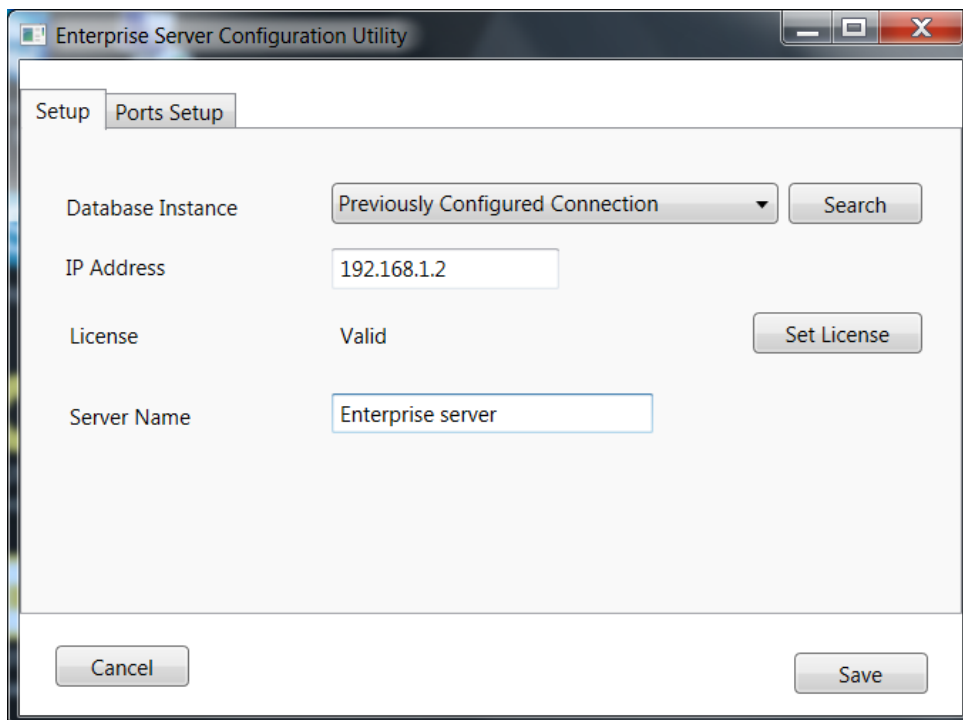 Enterprise Server Configuration Utility
Setup Ports Setup
Database Instance Previously Configured Connection Search
IP Address 192.168.1.2
License Valid Set License
Server Name Enterprise server
Cancel Save